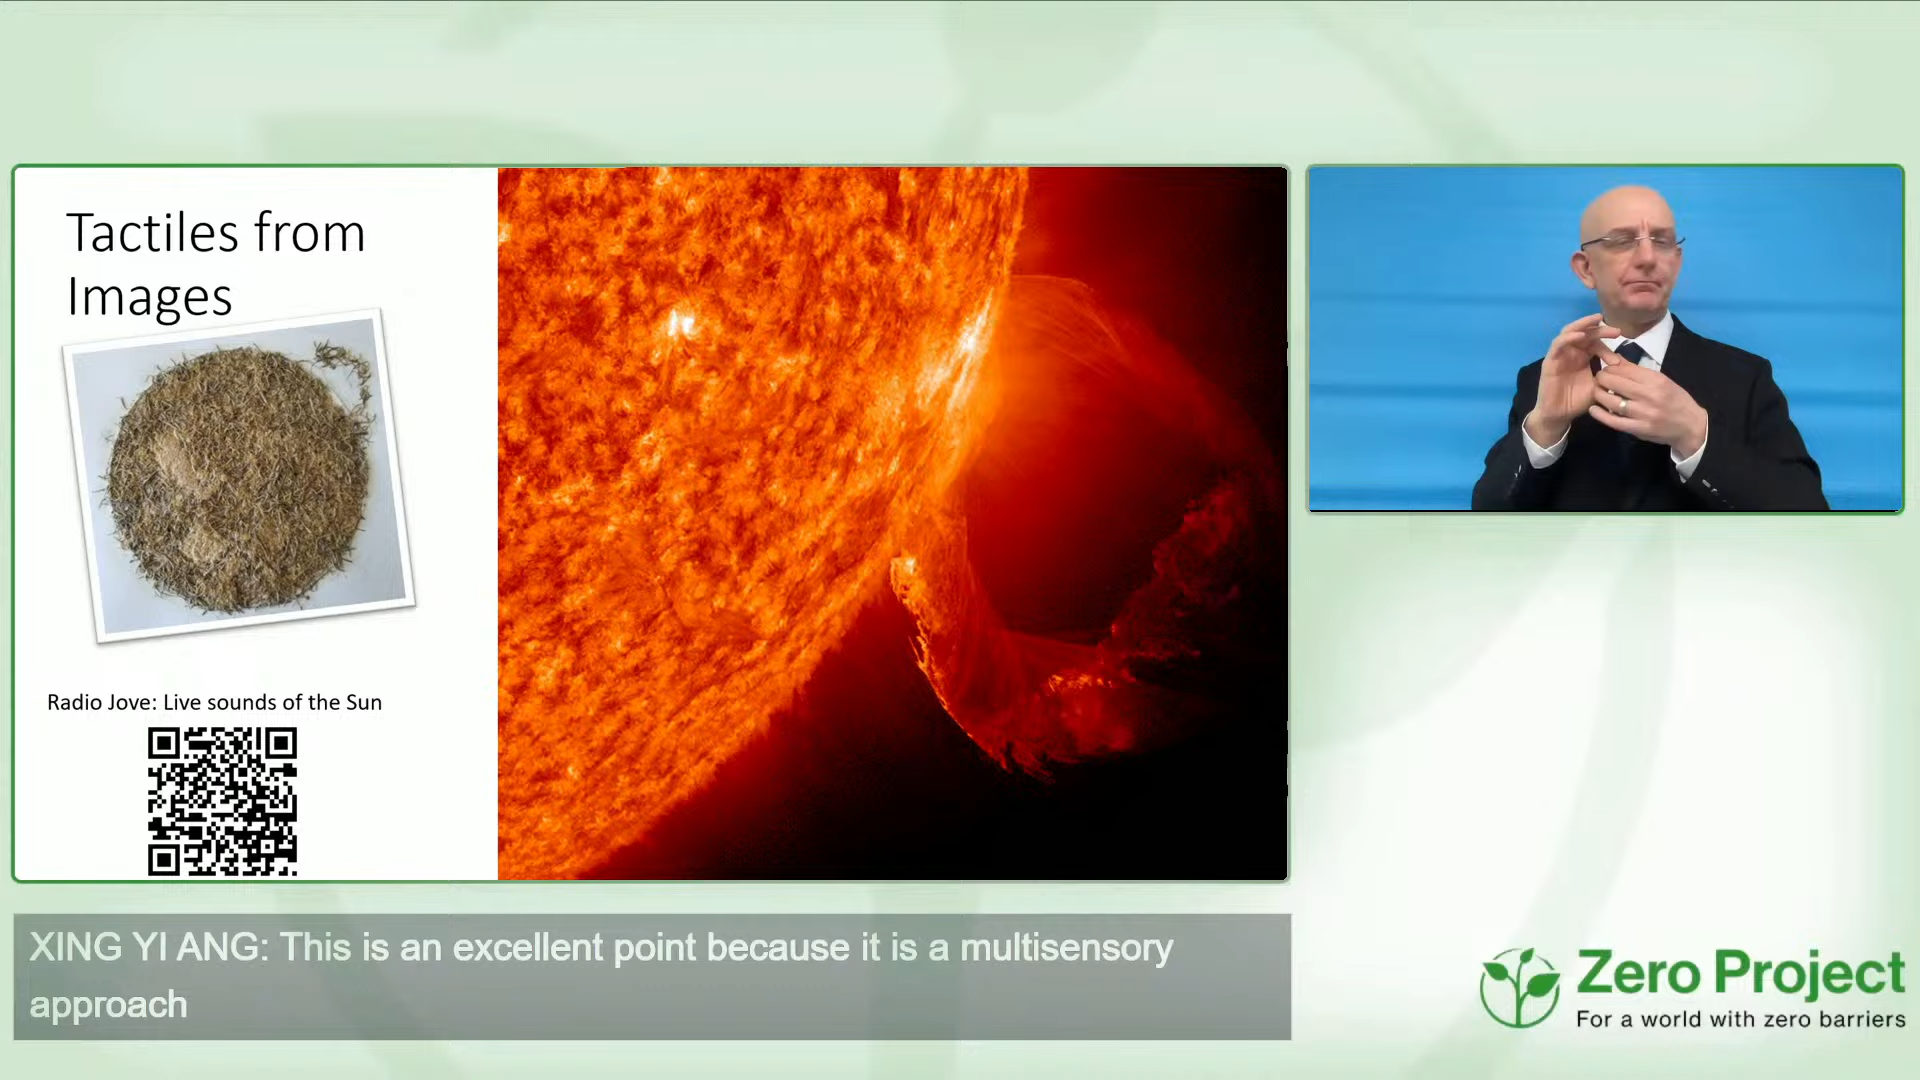 Tactiles from
Images
Radio Jove: Live sounds of the Sun
XING YI ANG: This is an excellent point because it is a multisensory
approach
Zero Project
For a world with zero barriers